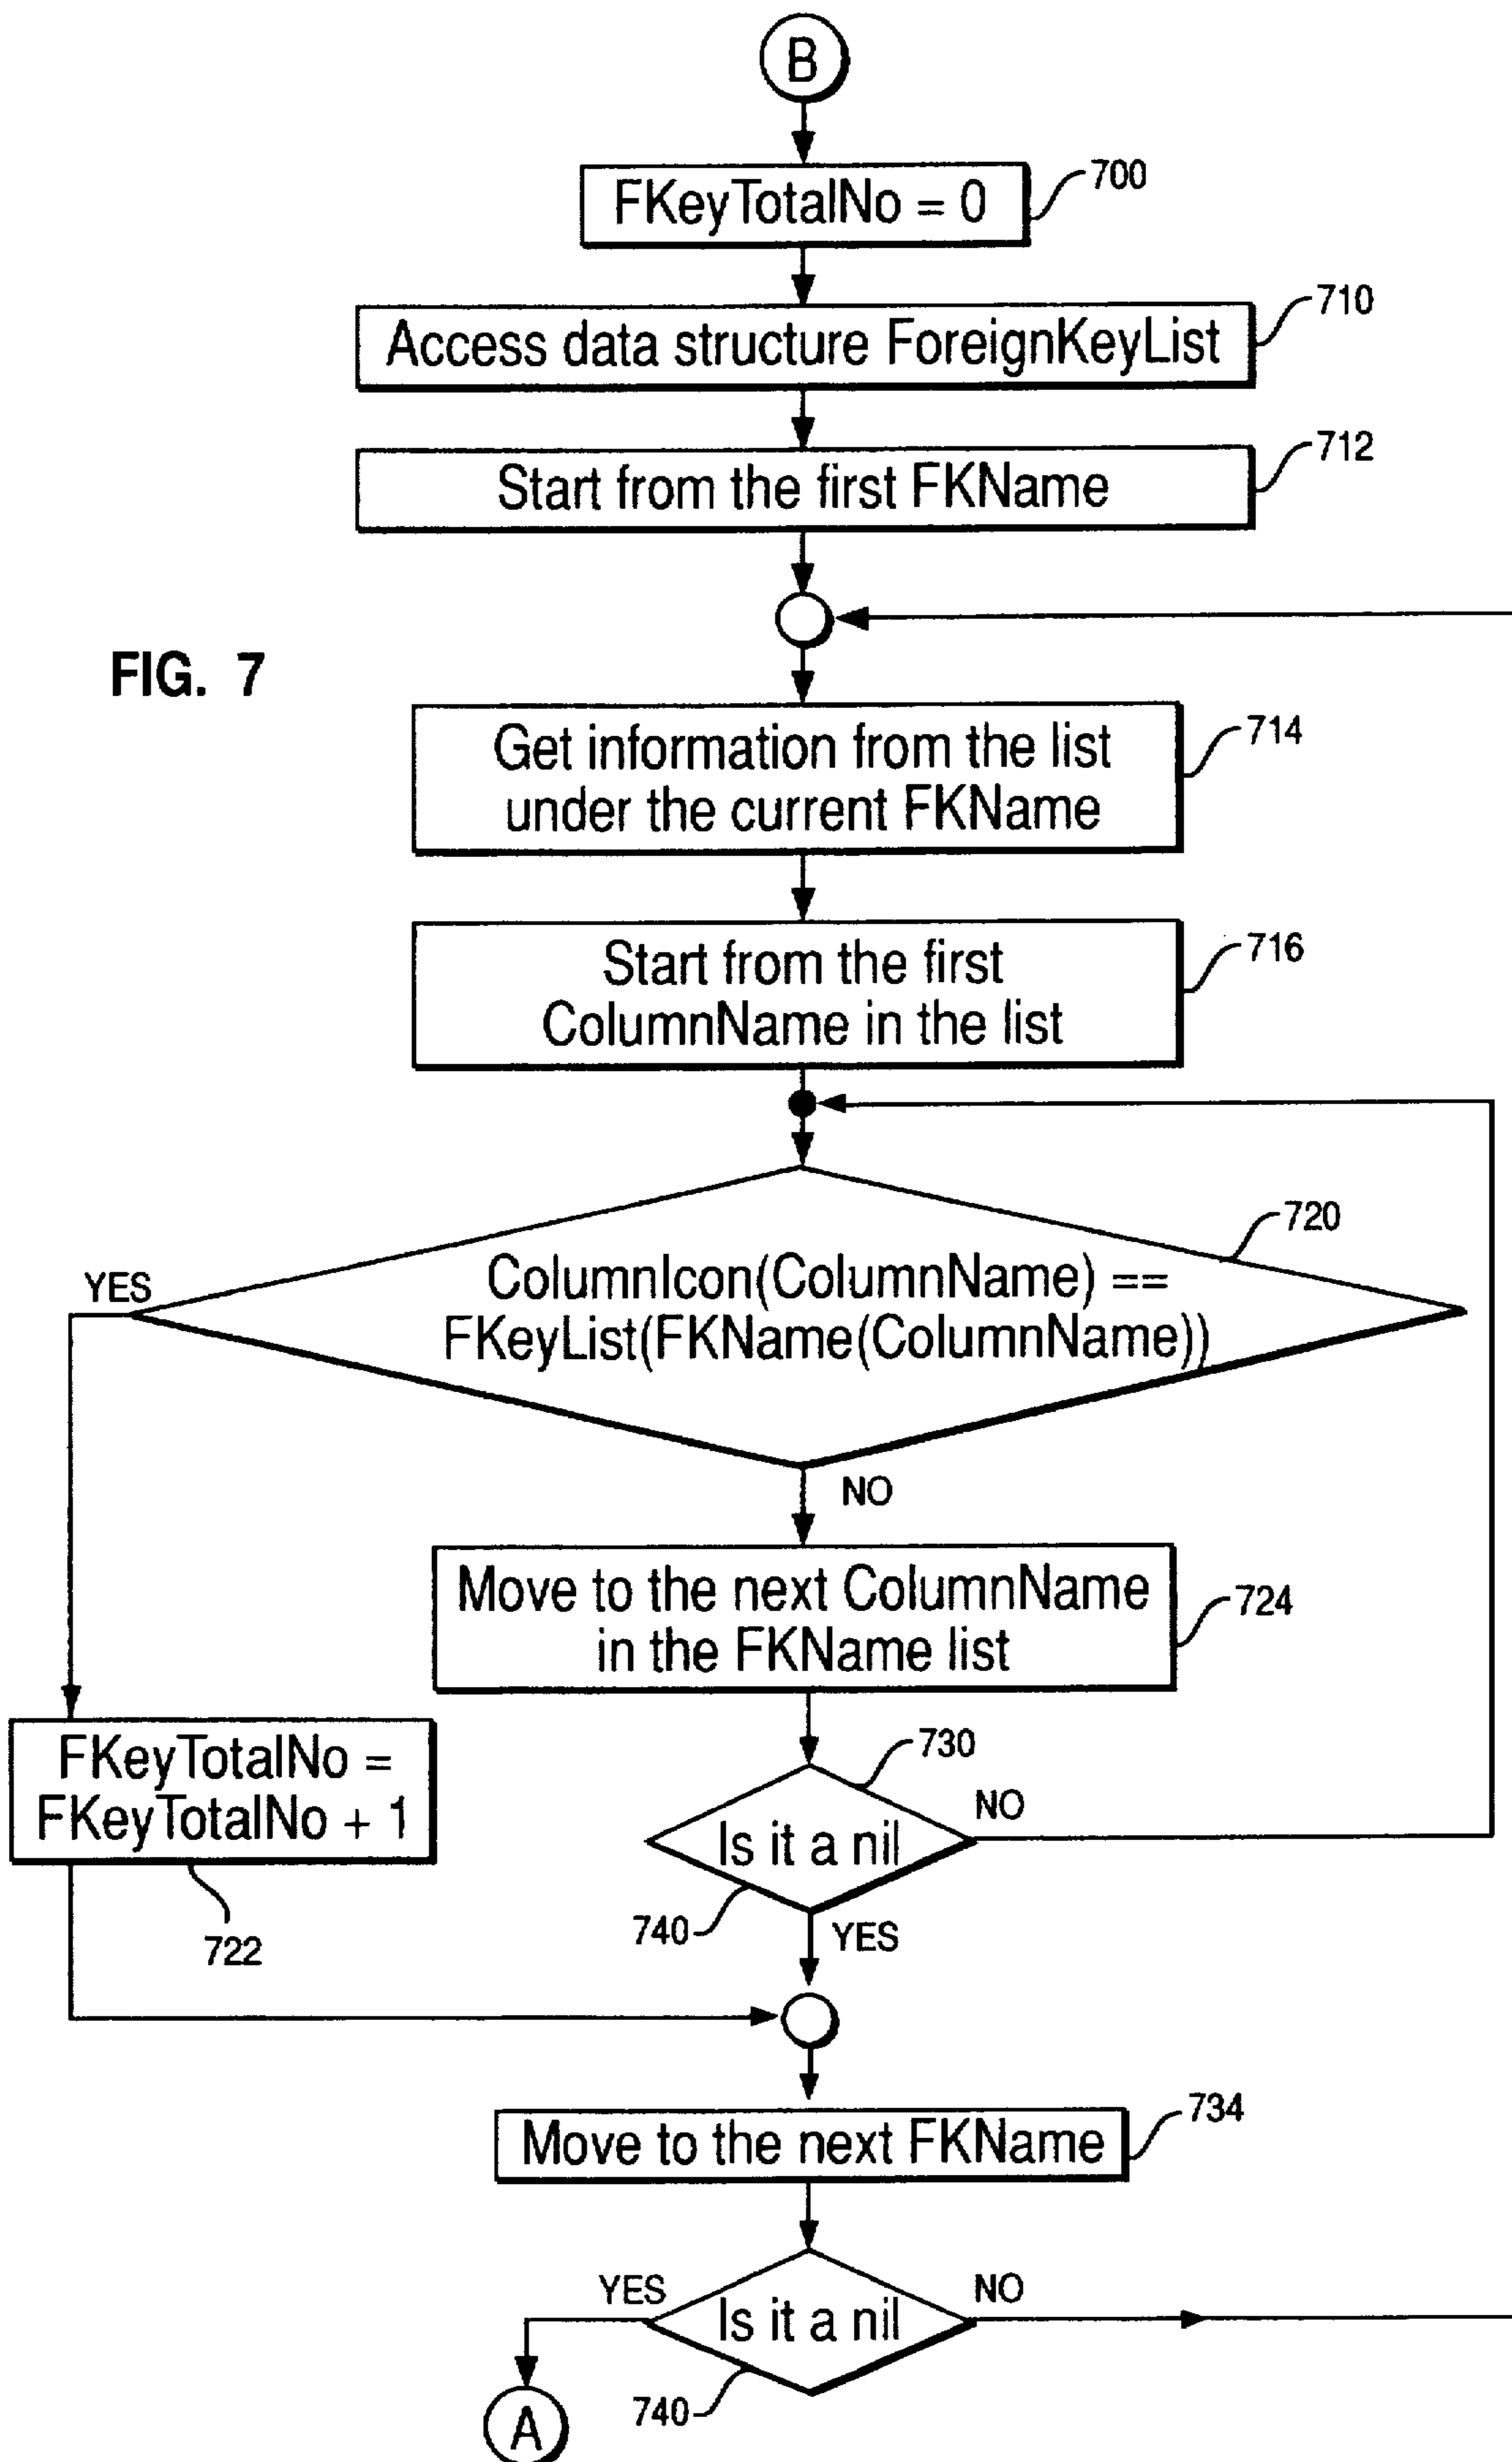 B
FKeyTotalNo = 0
700
Access data structure ForeignKeyList
710
Start from the first FKName
712
FIG. 7
Get information from the list
under the current FKName
714
Start from the first
ColumnName in the list
716
720
YES
ColumnIcon(ColumnName) ==
FKeyList(FKName(ColumnName))
NO
Move to the next ColumnName
in the FKName list
724
FKeyTotalNo =
FKeyTotalNo + 1
722
730
NO
Is it a nil
740
YES
Move to the next FKName
734
YES
NO
Is it a nil
740
A